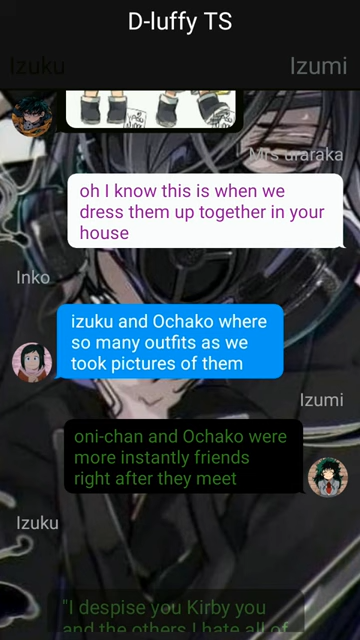 D-luffy TS
Izuku
Izumi
Mrs uraraka
oh I know this is when we
dress them up together in your
house
Inko
izuku and Ochako where
so many outfits as we
took pictures of them
Izumi
oni-chan and Ochako were
more instantly friends
right after they meet
Izuku
"I despise you Kirby you
and the others I hate all of